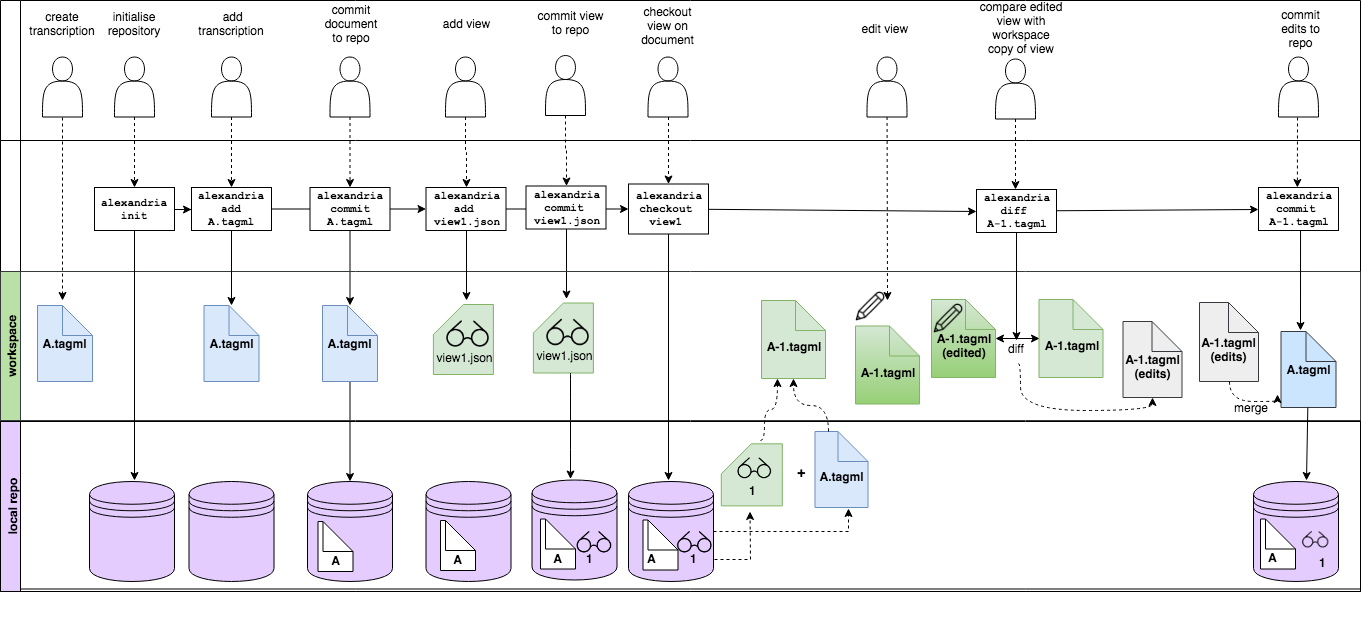 create
transcription
initialise
repository
add
transcription
commit
document
to repo
add view
commit view
to repo
checkout
view on
document
edit view
compare edited
view with
workspace
copy of view
commit
edits to
repo
alexandria
init
alexandria
add
A.tagml
alexandria
commit
A.tagml
alexandria
add
view1.json
alexandria
commit
view1.json
alexandria
checkout
view1
alexandria
diff
A-1.tagml
alexandria
commit
A-1.tagml
workspace
A.tagml
A.tagml
A.tagml
view1.json
view1.json
A-1.tagml
A-1.tagml
A-1.tagml
(edited)
diff
A-1.tagml
A-1.tagml
(edits)
A-1.tagml
(edits)
merge
A.tagml
local repo
1
+
A.tagml
A
A
A
1
A
1
A
1